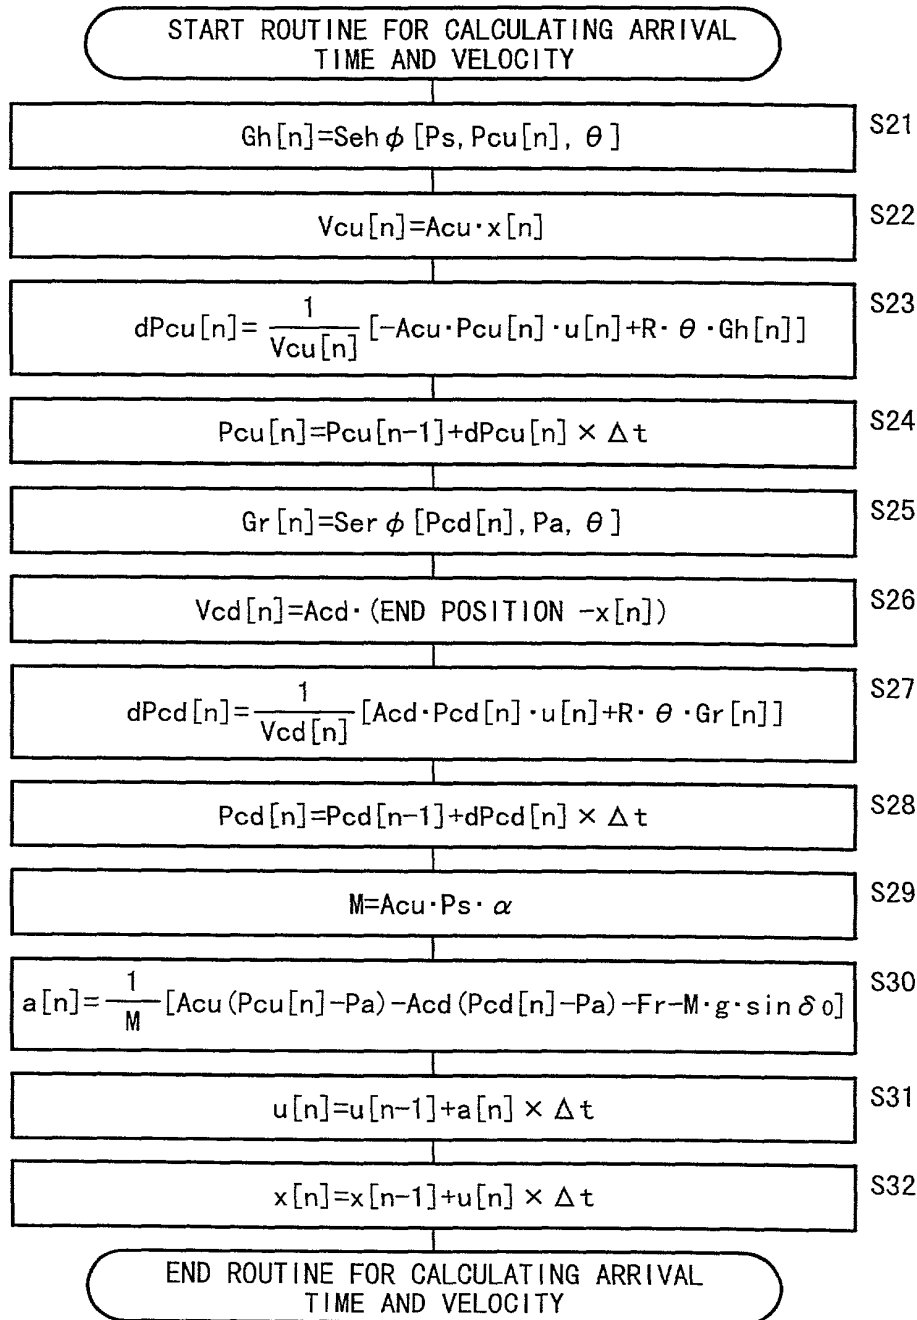 START ROUTINE FOR CALCULATING ARRIVAL
TIME AND VELOCITY
Gh[n]=Sehφ[Ps,Pcu[n],θ]
S21
Vcu[n]=Acu·x[n]
S22
dPcu[n]= 1/Vcu[n] [-Acu·Pcu[n]·u[n]+R·θ·Gh[n]]
S23
Pcu[n]=Pcu[n-1]+dPcu[n]×Δt
S24
Gr[n]=Serφ[Pcd[n],Pa,θ]
S25
Vcd[n]=Acd·(END POSITION -x[n])
S26
dPcd[n]= 1/Vcd[n] [Acd·Pcd[n]·u[n]+R·θ·Gr[n]]
S27
Pcd[n]=Pcd[n-1]+dPcd[n]×Δt
S28
M=Acu·Ps·α
S29
a[n]= 1/M [Acu(Pcu[n]-Pa)-Acd(Pcd[n]-Pa)-Fr-M·g·sinδ0]
S30
u[n]=u[n-1]+a[n]×Δt
S31
x[n]=x[n-1]+u[n]×Δt
S32
END ROUTINE FOR CALCULATING ARRIVAL
TIME AND VELOCITY